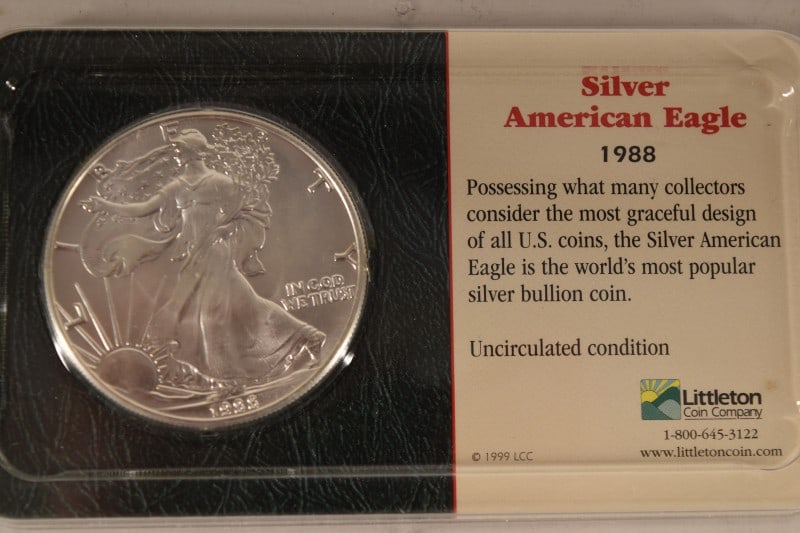 LIBERTY
IN GOD
WE TRUST
1988
Silver
American Eagle
1988
Possessing what many collectors
consider the most graceful design
of all U.S. coins, the Silver American
Eagle is the world's most popular
silver bullion coin.
Uncirculated condition
Littleton
Coin Company
1-800-645-3122
© 1999 LCC
www.littletoncoin.com